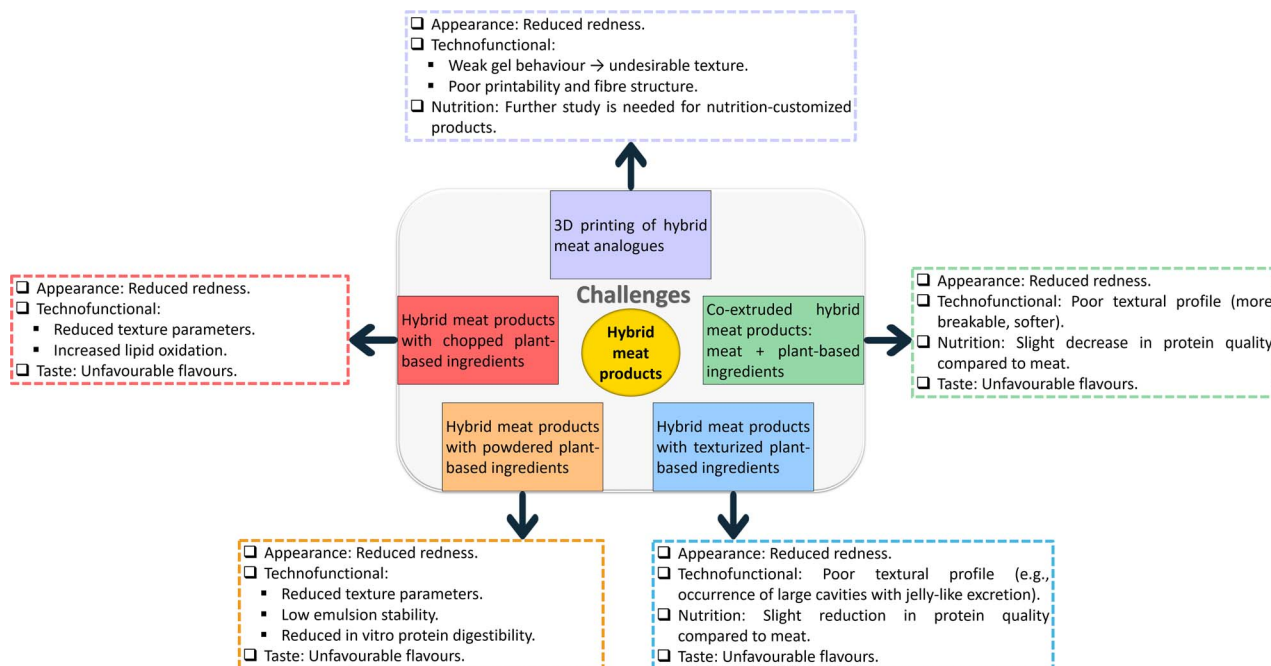 ❑ Appearance: Reduced redness.
❑ Technofunctional:
▪ Weak gel behaviour → undesirable texture.
▪ Poor printability and fibre structure.
❑ Nutrition: Further study is needed for nutrition-customized
products.
3D printing of hybrid
meat analogues
Challenges
Hybrid
meat
products
Hybrid meat products
with chopped plant-
based ingredients
Co-extruded hybrid
meat products:
meat + plant-based
ingredients
Hybrid meat products
with powdered plant-
based ingredients
Hybrid meat products
with texturized plant-
based ingredients
❑ Appearance: Reduced redness.
❑ Technofunctional:
▪ Reduced texture parameters.
▪ Increased lipid oxidation.
❑ Taste: Unfavourable flavours.
❑ Appearance: Reduced redness.
❑ Technofunctional: Poor textural profile (more
breakable, softer).
❑ Nutrition: Slight decrease in protein quality
compared to meat.
❑ Taste: Unfavourable flavours.
❑ Appearance: Reduced redness.
❑ Technofunctional:
▪ Reduced texture parameters.
▪ Low emulsion stability.
▪ Reduced in vitro protein digestibility.
❑ Taste: Unfavourable flavours.
❑ Appearance: Reduced redness.
❑ Technofunctional: Poor textural profile (e.g.,
occurrence of large cavities with jelly-like excretion).
❑ Nutrition: Slight reduction in protein quality
compared to meat.
❑ Taste: Unfavourable flavours.